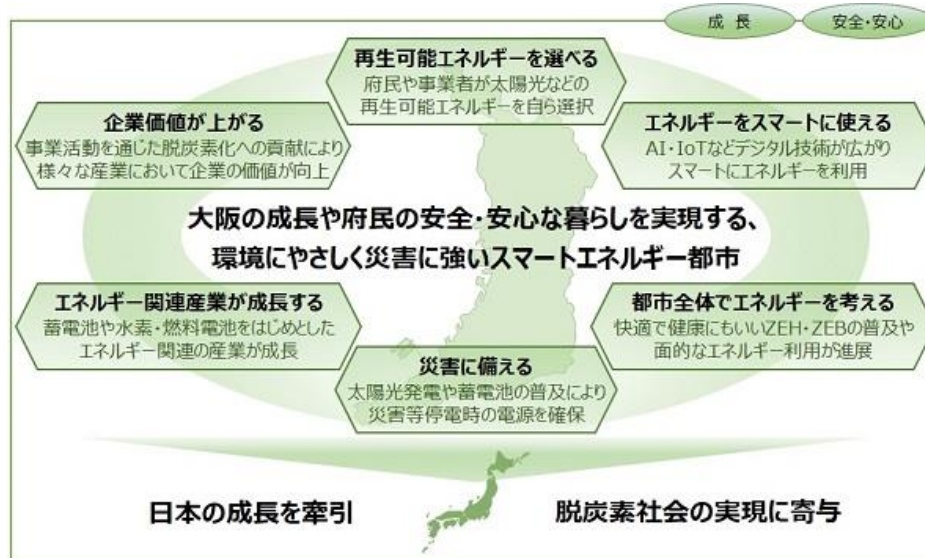 成 長
安全・安心
再生可能エネルギーを選べる
府民や事業者が太陽光などの
再生可能エネルギーを自ら選択
企業価値が上がる
事業活動を通じた脱炭素化への貢献により
様々な産業において企業の価値が向上
エネルギーをスマートに使える
AI・IoTなどデジタル技術が広がり
スマートにエネルギーを利用
大阪の成長や府民の安全・安心な暮らしを実現する、
環境にやさしく災害に強いスマートエネルギー都市
エネルギー関連産業が成長する
蓄電池や水素・燃料電池をはじめとした
エネルギー関連の産業が成長
都市全体でエネルギーを考える
快適で健康にもいいZEH・ZEBの普及や
面的なエネルギー利用が進展
災害に備える
太陽光発電や蓄電池の普及により
災害等停電時の電源を確保
日本の成長を牽引
脱炭素社会の実現に寄与